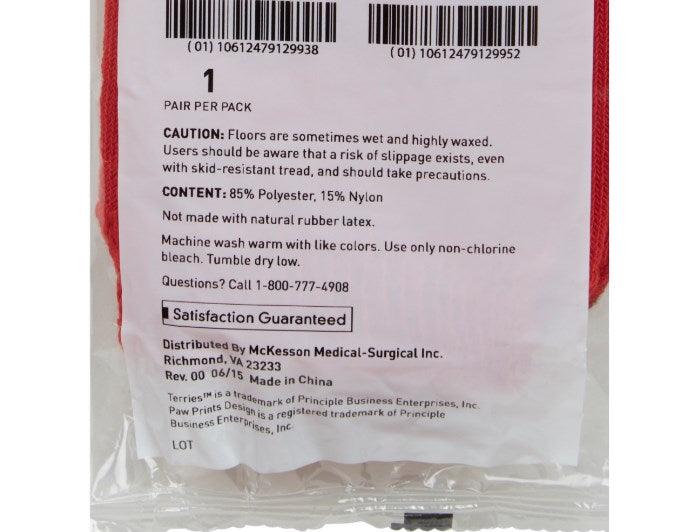 (01) 10612479129938
(01) 10612479129952
1
PAIR PER PACK
CAUTION: Floors are sometimes wet and highly waxed.
Users should be aware that a risk of slippage exists, even
with skid-resistant tread, and should take precautions.
CONTENT: 85% Polyester, 15% Nylon
Not made with natural rubber latex.
Machine wash warm with like colors. Use only non-chlorine
bleach. Tumble dry low.
Questions? Call 1-800-777-4908
Satisfaction Guaranteed
Distributed By McKesson Medical-Surgical Inc.
Richmond, VA 23233
Rev. 00 06/15 Made in China
Terries™ is a trademark of Principle Business Enterprises, Inc.
Paw Prints Design is a registered trademark of Principle
Business Enterprises, Inc.
LOT